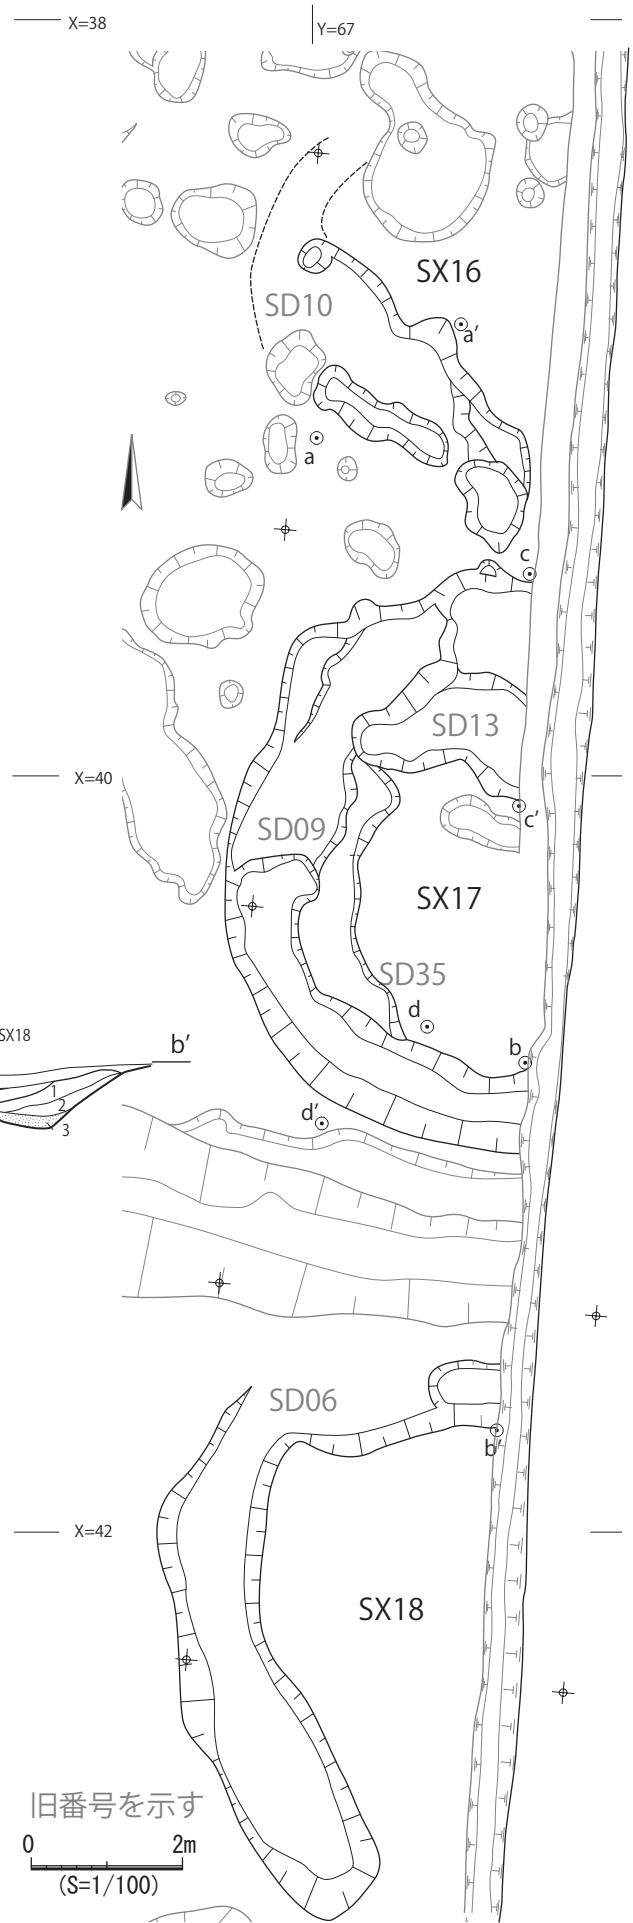 X=38
Y=67
SX16
SD10
a′
a
c
SD13
X=40
c′
SD09
SX17
SD35
d
SX18
b′
b
1
2
3
d′
SD06
b′
X=42
SX18
旧番号を示す
0 2m
(S=1/100)